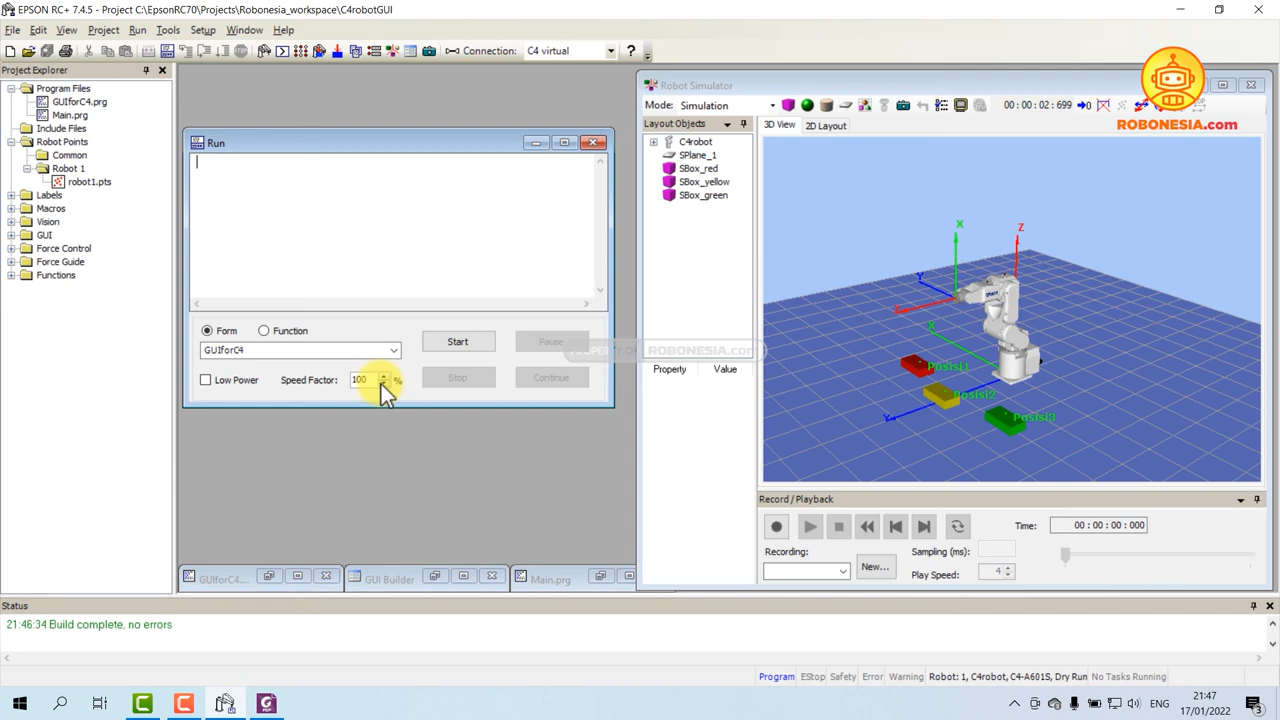 EPSON RC+ 7.4.5 - Project C:\EpsonRC70\Robonesia_workspace\C4robotGUI
File Edit View Project Run Tools Setup Window Help
Connection: C4 virtual
Project Explorer
Program Files
GUIforC4.prg
Main.prg
Include Files
Robot Points
Common
Robot 1
robot1.pts
Labels
Macros
Vision
GUI
Force Control
Force Guide
Functions
Run
Form Function
GUIforC4
Start Pause
Low Power Speed Factor: 100 %
Stop Continue
GUIforC4....
GUI Builder
Main.prg
Robot Simulator
Mode: Simulation
00 : 00 : 02 : 699
ROBONESIA.com
Layout Objects
3D View 2D Layout
C4robot
SPlane_1
SBox_red
SBox_yellow
SBox_green
Property Value
X
Z
Y
X
Y
Posisi1
Posisi2
Posisi3
PROPERTY OF ROBONESIA.com
Record / Playback
Time: 00 : 00 : 00 : 000
Recording: Sampling (ms):
New... Play Speed: 4
Status
21:46:34 Build complete, no errors
Program EStop Safety Error Warning Robot: 1, C4robot, C4-A601S, Dry Run No Tasks Running
ENG
21:47
17/01/2022
3